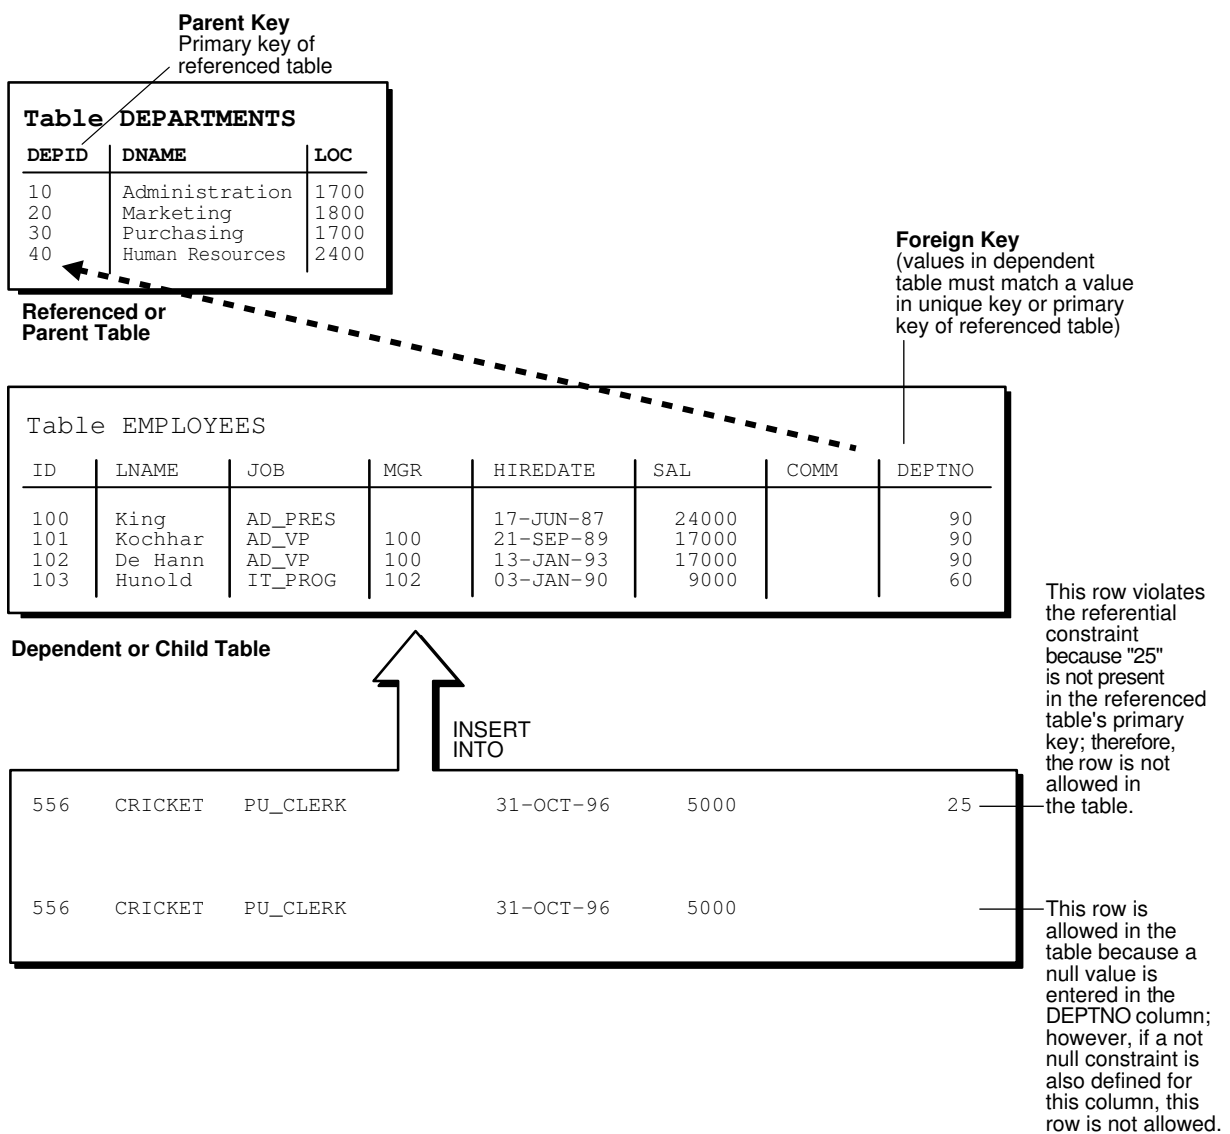 Parent Key
Primary key of
referenced table
Table DEPARTMENTS
DEPID DNAME LOC
10 Administration 1700
20 Marketing 1800
30 Purchasing 1700
40 Human Resources 2400
Referenced or
Parent Table
Foreign Key
(values in dependent
table must match a value
in unique key or primary
key of referenced table)
Table EMPLOYEES
ID LNAME JOB MGR HIREDATE SAL COMM DEPTNO
100 King AD_PRES 17-JUN-87 24000 90
101 Kochhar AD_VP 100 21-SEP-89 17000 90
102 De Hann AD_VP 100 13-JAN-93 17000 90
103 Hunold IT_PROG 102 03-JAN-90 9000 60
Dependent or Child Table
INSERT
INTO
556 CRICKET PU_CLERK 31-OCT-96 5000 25
This row violates
the referential
constraint
because "25"
is not present
in the referenced
table's primary
key; therefore,
the row is not
allowed in
the table.
556 CRICKET PU_CLERK 31-OCT-96 5000
This row is
allowed in the
table because a
null value is
entered in the
DEPTNO column;
however, if a not
null constraint is
also defined for
this column, this
row is not allowed.